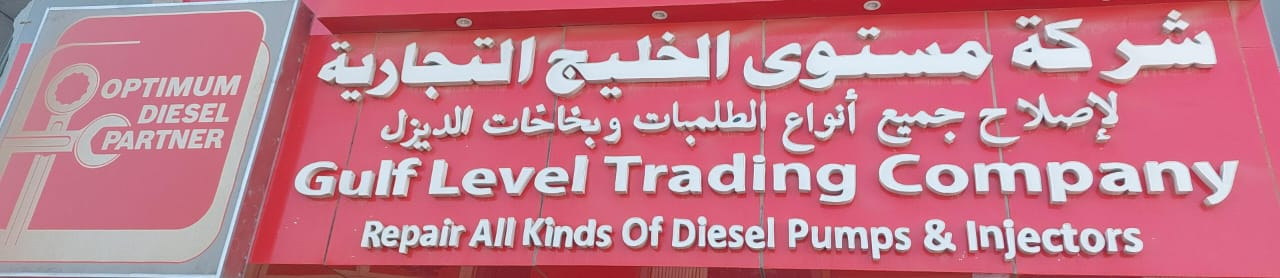 OPTIMUM
DIESEL
PARTNER
شركة مستوى الخليج التجارية
لإصلاح جميع أنواع الطلمبات وبخاخات الديزل
Gulf Level Trading Company
Repair All Kinds Of Diesel Pumps & Injectors